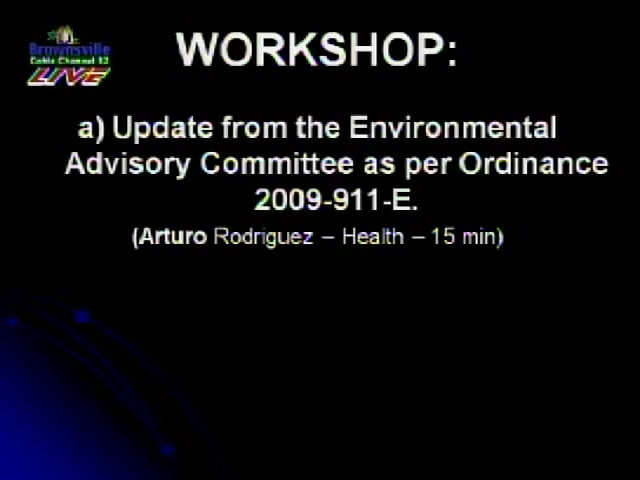 Brownsville
Cable Channel 12
LIVE
WORKSHOP:
a) Update from the Environmental
Advisory Committee as per Ordinance
2009-911-E.
(Arturo Rodriguez – Health – 15 min)